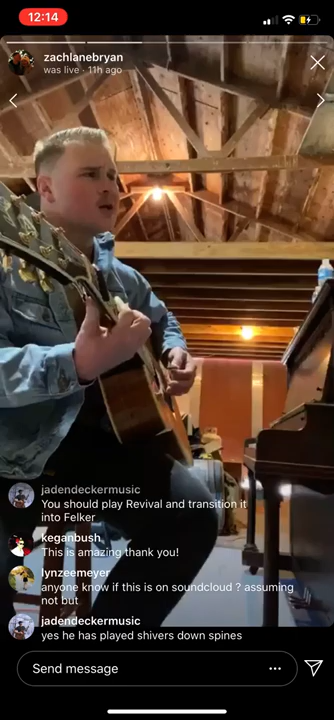 12:14
zachlanebryan
was live · 11h ago
jadendeckermusic
You should play Revival and transition it
into Felker
keganbush
This is amazing thank you!
lynzeemeyer
anyone know if this is on soundcloud ? assuming
not but
jadendeckermusic
yes he has played shivers down spines
Send message